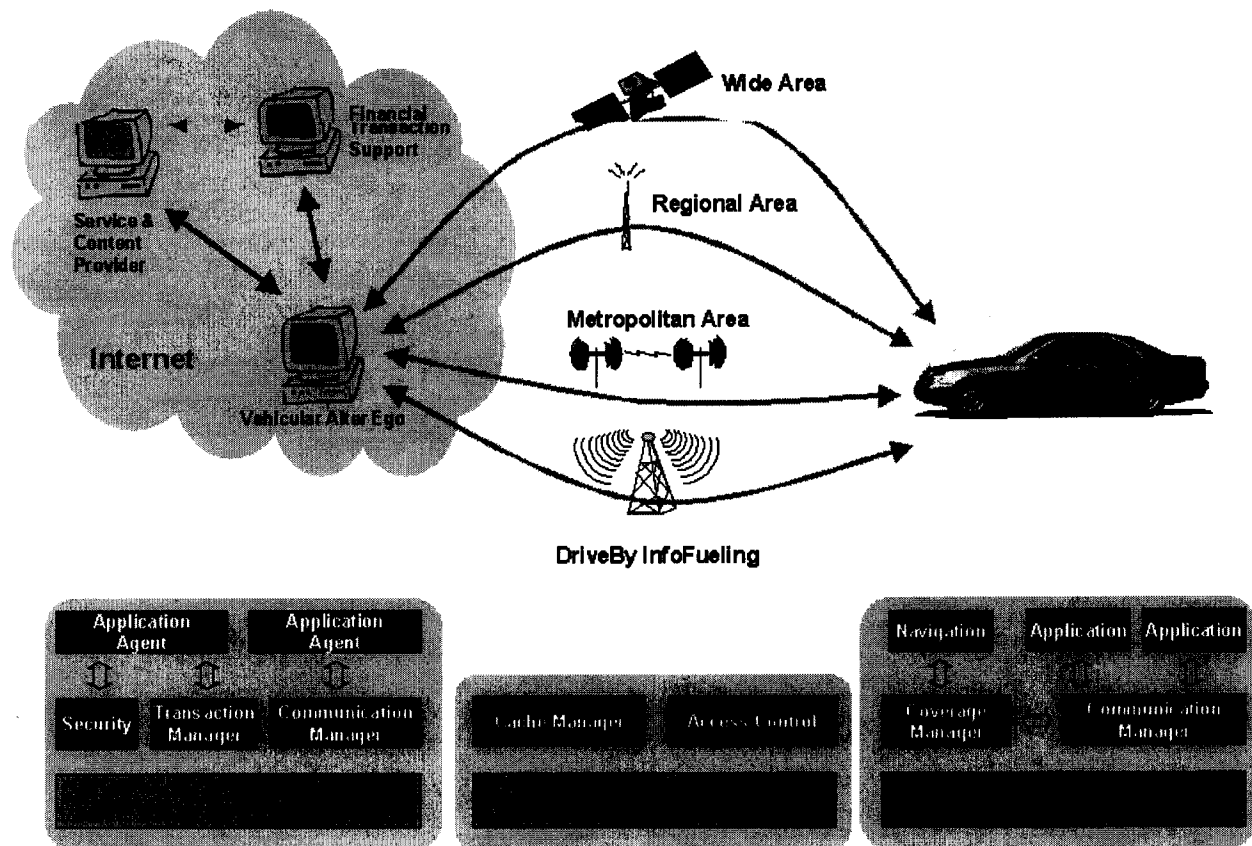 Wide Area
Financial
Transaction
Support
Regional Area
Service &
Content
Provider
Metropolitan Area
Internet
Vehicular Alter Ego
DriveBy InfoFueling
Application
Agent
Application
Agent
Navigation
Application
Application
Security
Transaction
Manager
Communication
Manager
Cache Manager
Access Control
Coverage
Manager
Communication
Manager